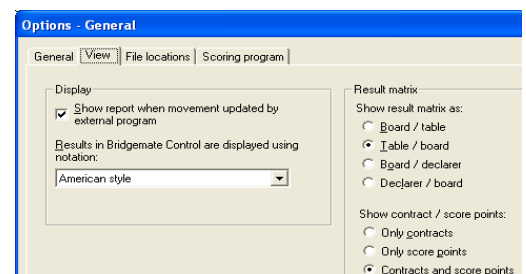 Options - General
General View File locations Scoring program
Display
Show report when movement updated by
external program
Results in Bridgemate Control are displayed using
notation:
American style
Result matrix
Show result matrix as:
Board / table
Table / board
Board / declarer
Declarer / board
Show contract / score points:
Only contracts
Only score points
Contracts and score points